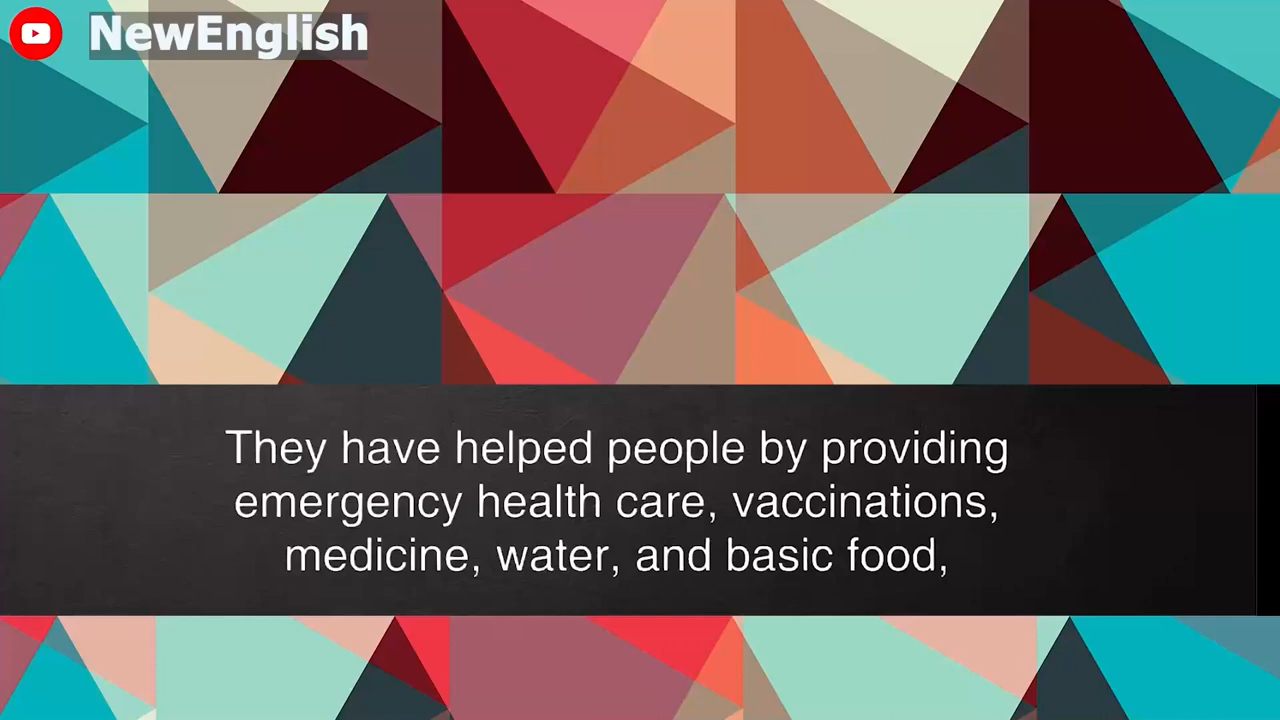 NewEnglish
They have helped people by providing
emergency health care, vaccinations,
medicine, water, and basic food,